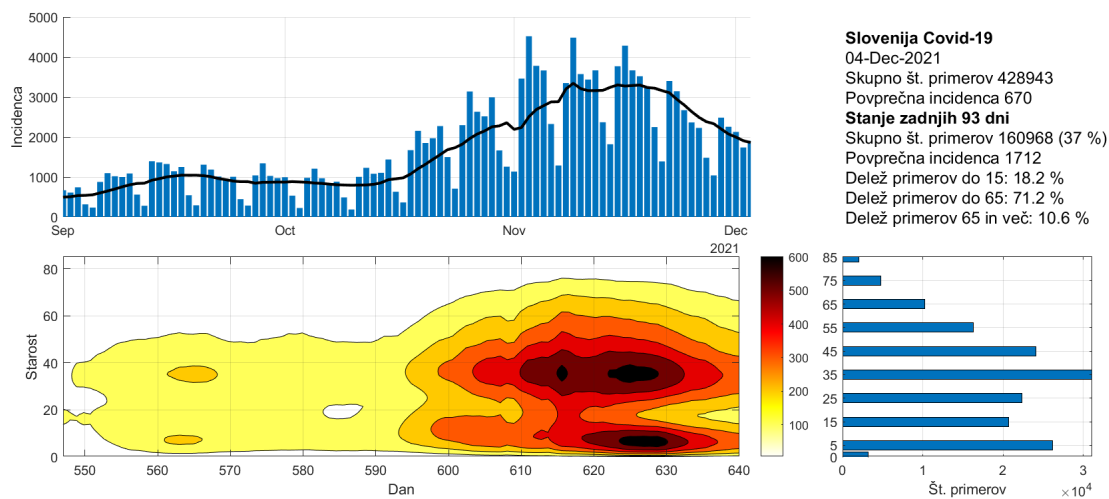 5000
4000
3000
2000
1000
0
Incidenca
Sep
Oct
Nov
Dec
2021
Slovenija Covid-19
04-Dec-2021
Skupno št. primerov 428943
Povprečna incidenca 670
Stanje zadnjih 93 dni
Skupno št. primerov 160968 (37 %)
Povprečna incidenca 1712
Delež primerov do 15: 18.2 %
Delež primerov do 65: 71.2 %
Delež primerov 65 in več: 10.6 %
80
60
40
20
0
Starost
550
560
570
580
590
600
610
620
630
640
Dan
600
500
400
300
200
100
85
75
65
55
45
35
25
15
5
0
0
1
2
3
Št. primerov
×10⁴